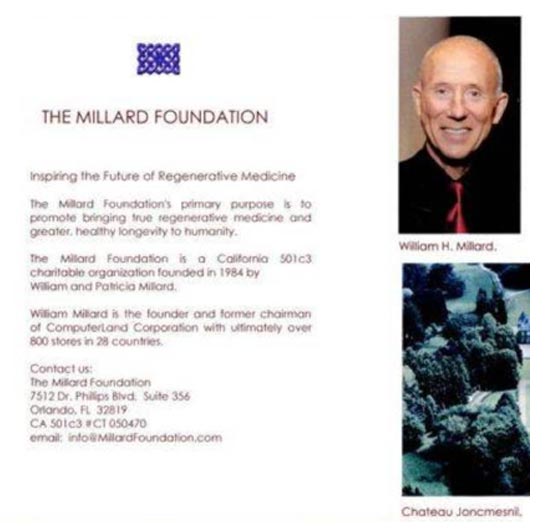 THE MILLARD FOUNDATION
Inspiring the Future of Regenerative Medicine
The Millard Foundation's primary purpose is to
promote bringing true regenerative medicine and
greater, healthy longevity to humanity.
The Millard Foundation is a California 501c3
charitable organization founded in 1984 by
William and Patricia Millard.
William Millard is the founder and former chairman
of ComputerLand Corporation with ultimately over
800 stores in 28 countries.
Contact us:
The Millard Foundation
7512 Dr. Phillips Blvd. Suite 356
Orlando, FL 32819
CA 501c3 #CT 050470
email: info@MillardFoundation.com
William H. Millard.
Chateau Joncmesnil.